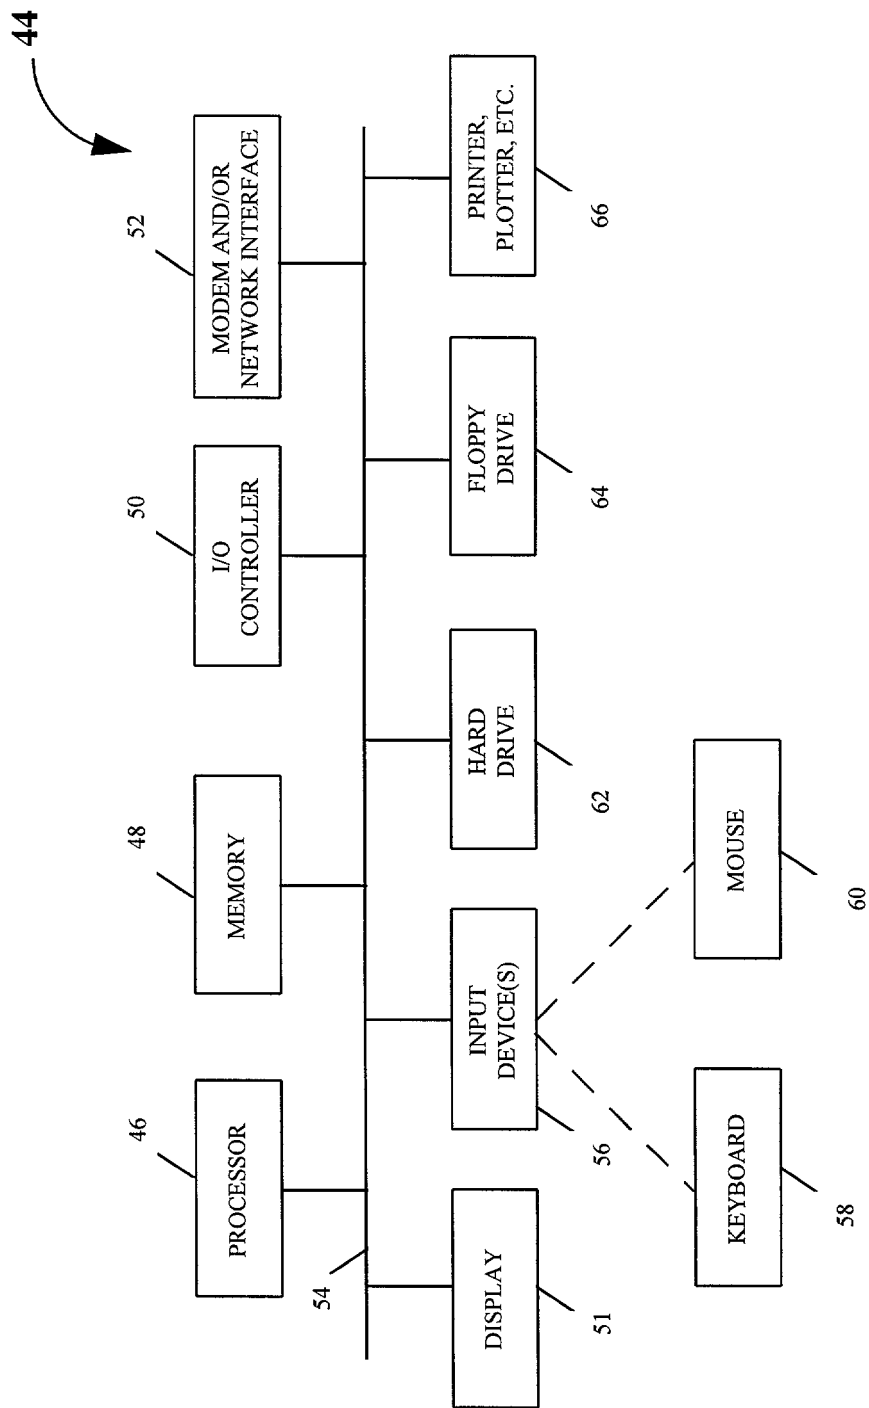 44
46
PROCESSOR
48
MEMORY
50
I/O
CONTROLLER
52
MODEM AND/OR
NETWORK INTERFACE
54
DISPLAY
51
INPUT
DEVICE(S)
56
HARD
DRIVE
62
FLOPPY
DRIVE
64
PRINTER,
PLOTTER, ETC.
66
KEYBOARD
58
MOUSE
60